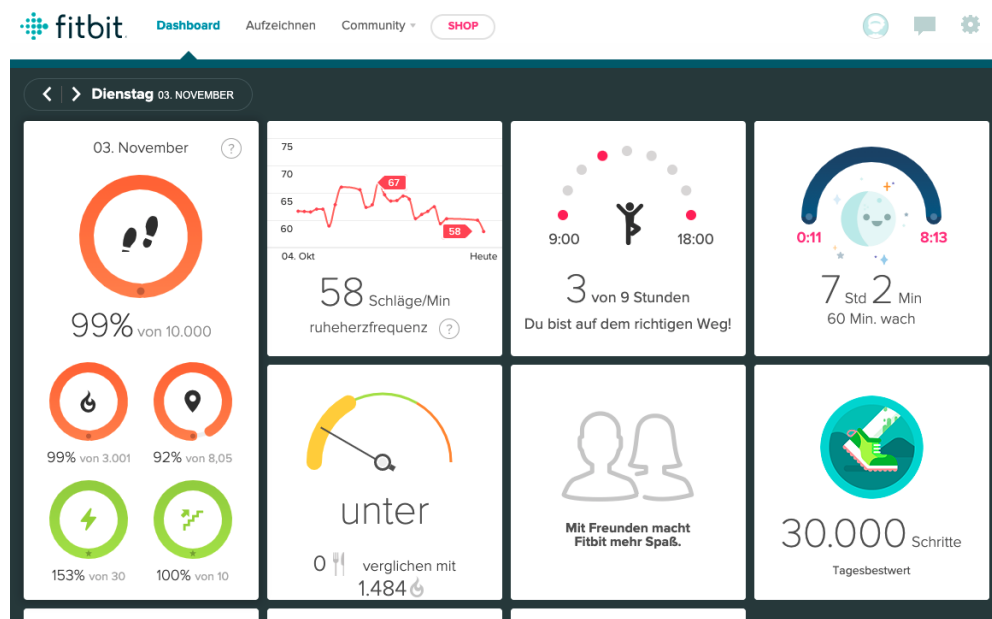 fitbit.
Dashboard
Aufzeichnen
Community
SHOP
Dienstag 03. NOVEMBER
03. November
?
99% von 10.000
99% von 3.001
92% von 8,05
153% von 30
100% von 10
75
70
65
60
67
58
04. Okt
Heute
58 Schläge/Min
ruheherzfrequenz ?
9:00
18:00
3 von 9 Stunden
Du bist auf dem richtigen Weg!
0:11
8:13
7 Std 2 Min
60 Min. wach
unter
0 verglichen mit
1.484
Mit Freunden macht
Fitbit mehr Spaß.
30.000 Schritte
Tagesbestwert